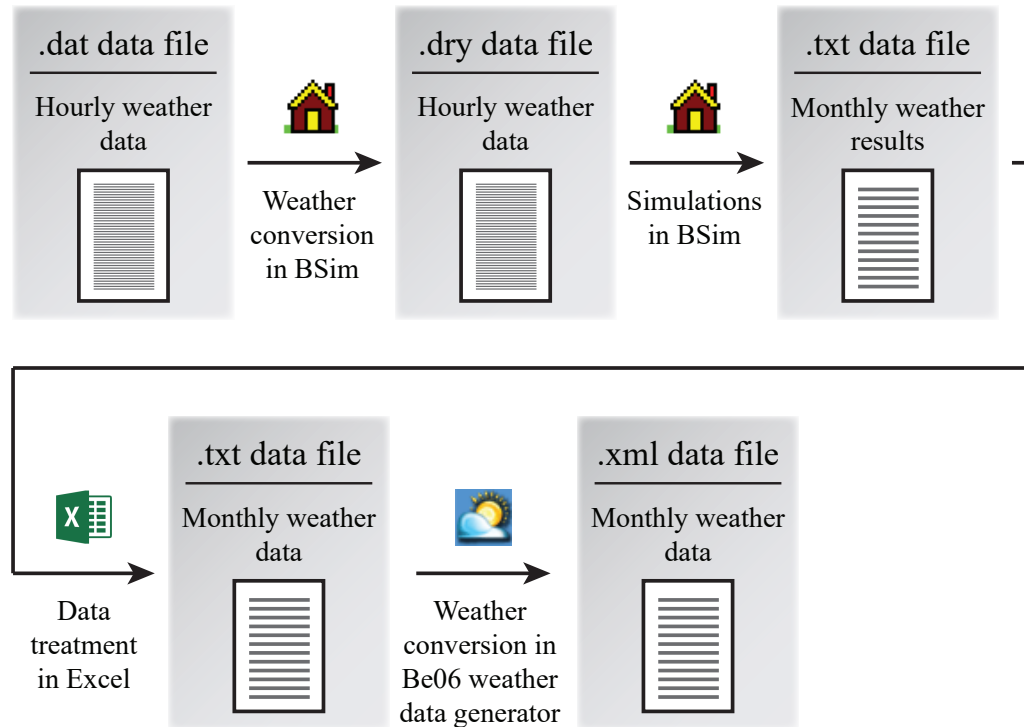 .dat data file
Hourly weather
data
Weather
conversion
in BSim
.dry data file
Hourly weather
data
Simulations
in BSim
.txt data file
Monthly weather
results
X
Data
treatment
in Excel
.txt data file
Monthly weather
data
Weather
conversion in
Be06 weather
data generator
.xml data file
Monthly weather
data